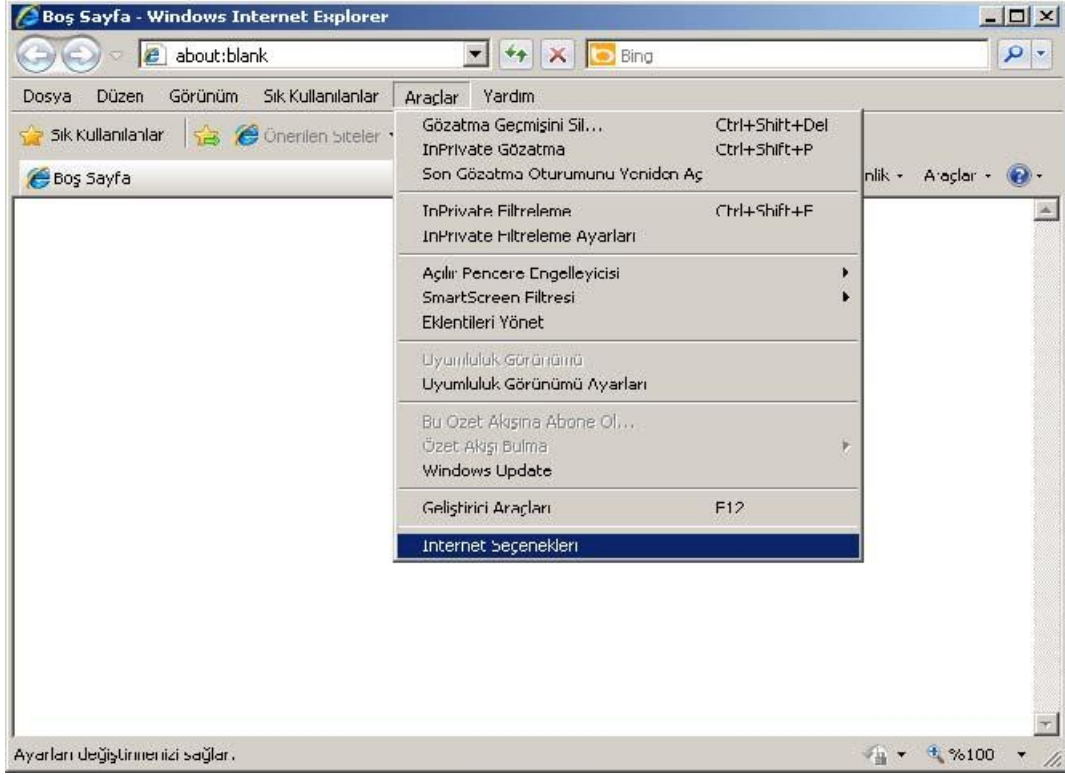 Boş Sayfa - Windows Internet Explorer
about:blank
Bing
Dosya Düzen Görünüm Sık Kullanılanlar Araçlar Yardım
Sık Kullanılanlar Önerilen Siteler
Boş Sayfa
nlik Araçlar
Gözatma Geçmişini Sil... Ctrl+Shift+Del
InPrivate Gözatma Ctrl+Shift+P
Son Gözatma Oturumunu Yeniden Aç
InPrivate Filtreleme Ctrl+Shift+F
InPrivate Filtreleme Ayarları
Açılır Pencere Engelleyicisi
SmartScreen Filtresi
Eklentileri Yönet
Uyumluluk Görünümü
Uyumluluk Görünümü Ayarları
Bu Özet Akışına Abone Ol...
Özet Akışı Bulma
Windows Update
Geliştirici Araçları F12
Internet Seçenekleri
Ayarları değiştirmenizi sağlar.
%100